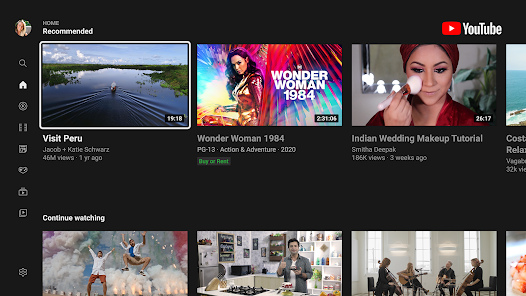 HOME
Recommended
YouTube
19:18
WONDER
WOMAN
1984
2:31:06
26:17
Visit Peru
Jacob + Katie Schwarz
46M views · 1 yr ago
Wonder Woman 1984
PG-13 · Action & Adventure · 2020
Buy or Rent
Indian Wedding Makeup Tutorial
Smitha Deepak
186K views · 3 weeks ago
Costa
Relax
Vagab
32k vie
Continue watching